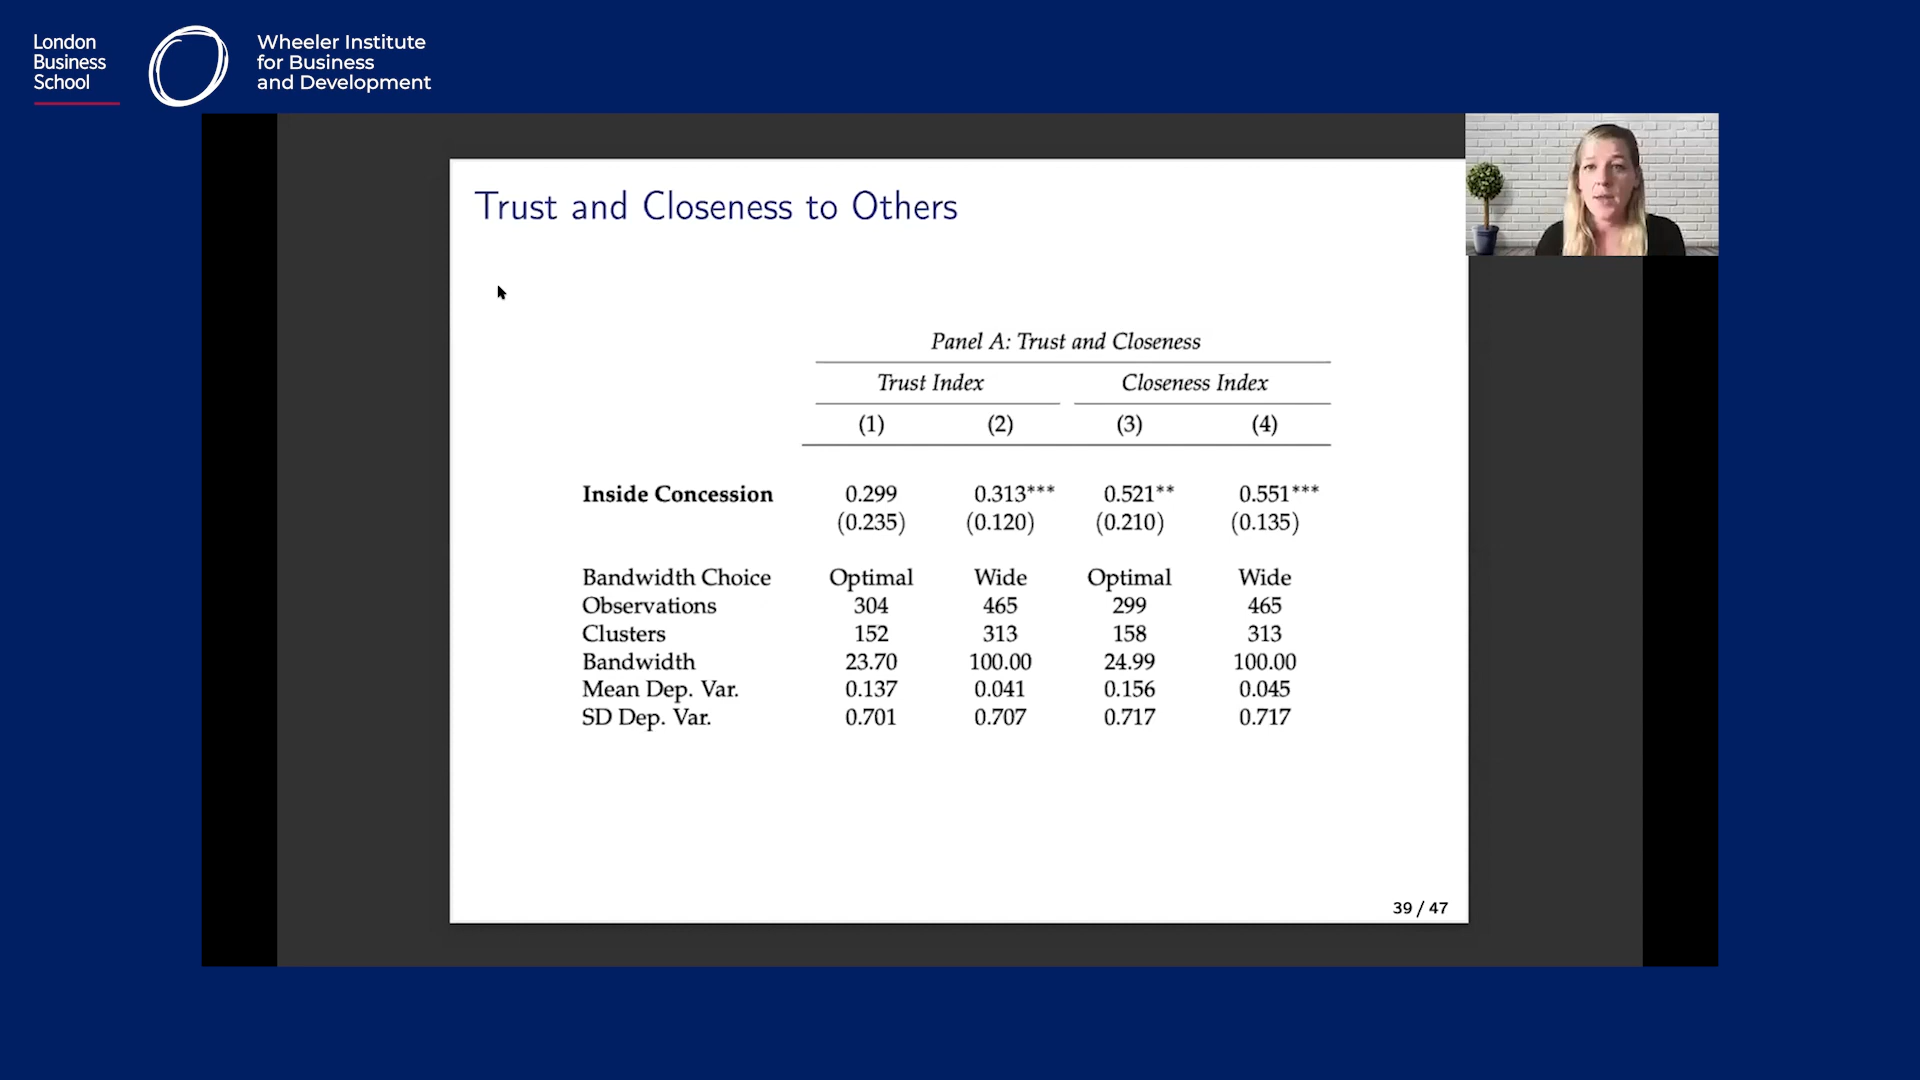 London
Business
School
Wheeler Institute
for Business
and Development
Trust and Closeness to Others
Panel A: Trust and Closeness
Trust Index Closeness Index
(1) (2) (3) (4)
Inside Concession 0.299 0.313*** 0.521** 0.551***
(0.235) (0.120) (0.210) (0.135)
Bandwidth Choice Optimal Wide Optimal Wide
Observations 304 465 299 465
Clusters 152 313 158 313
Bandwidth 23.70 100.00 24.99 100.00
Mean Dep. Var. 0.137 0.041 0.156 0.045
SD Dep. Var. 0.701 0.707 0.717 0.717
39 / 47